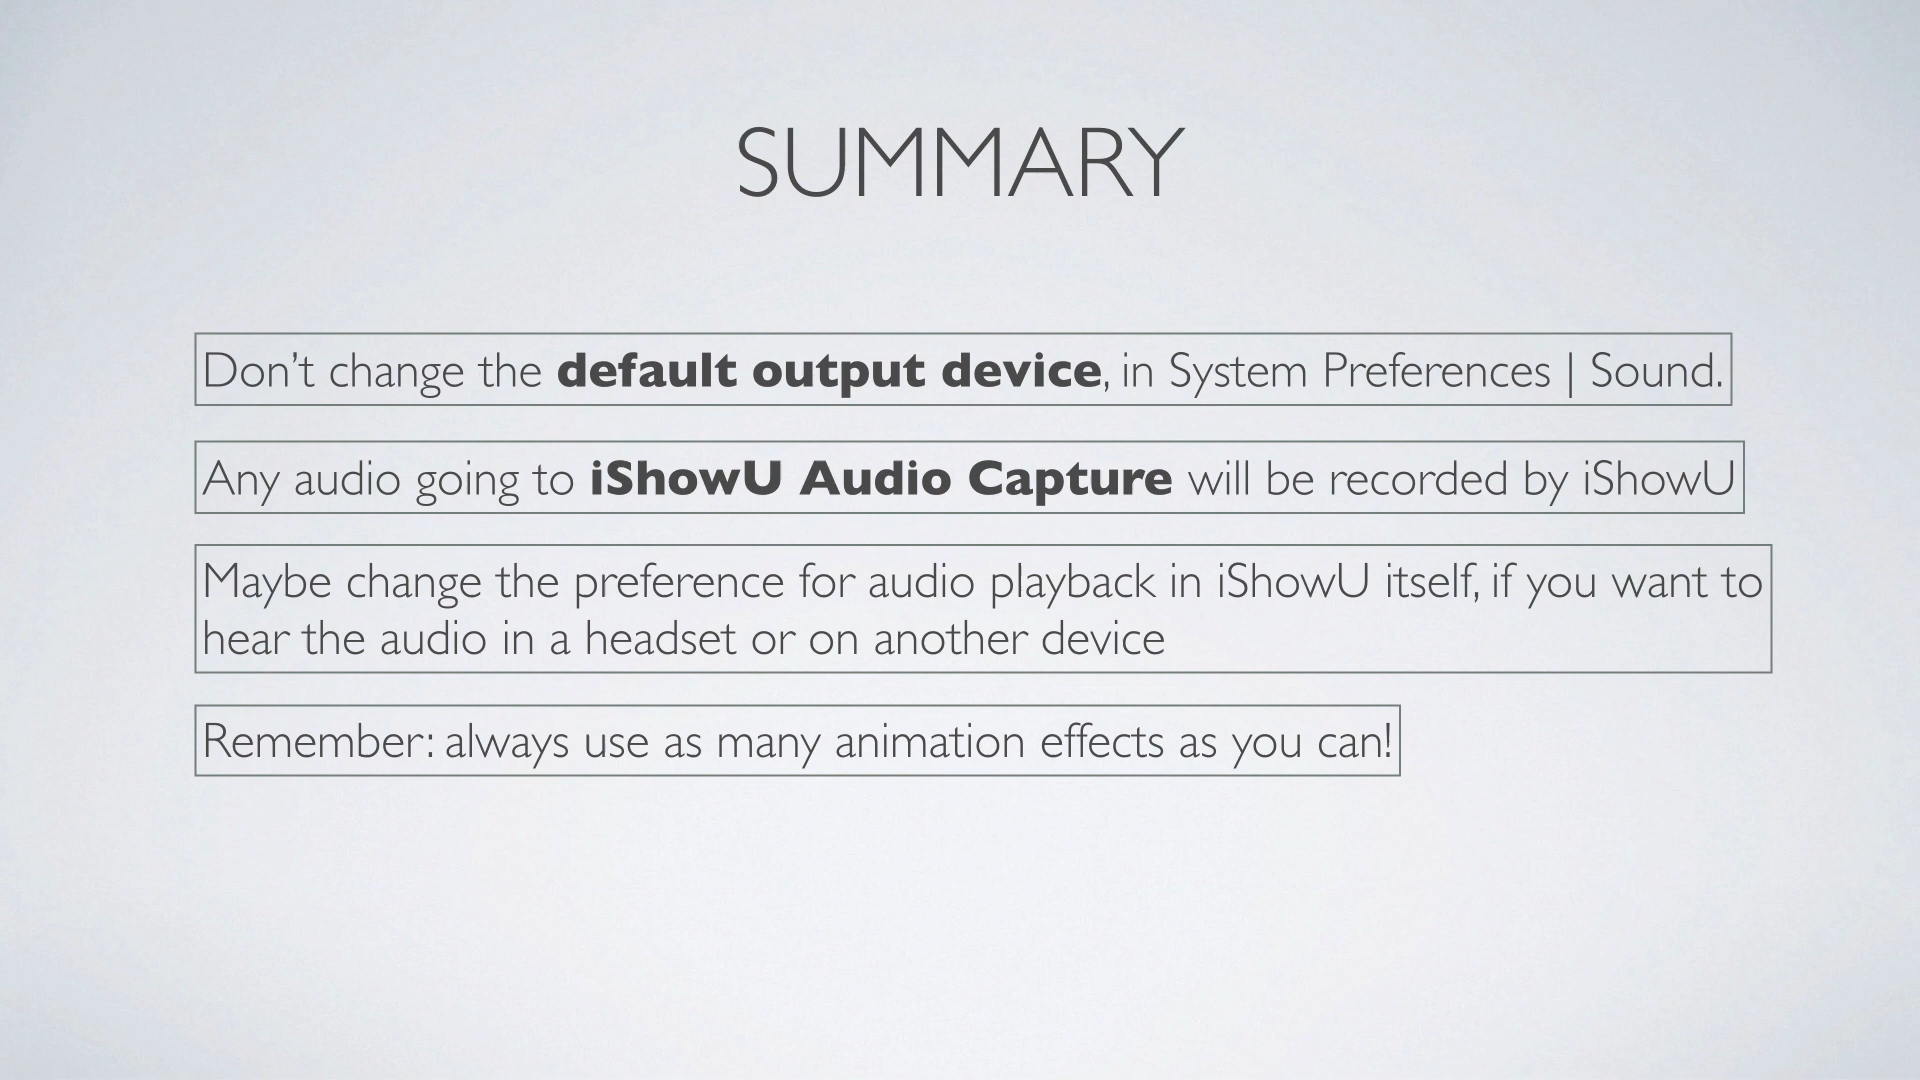 SUMMARY
Don’t change the default output device, in System Preferences | Sound.
Any audio going to iShowU Audio Capture will be recorded by iShowU
Maybe change the preference for audio playback in iShowU itself, if you want to
hear the audio in a headset or on another device
Remember: always use as many animation effects as you can!